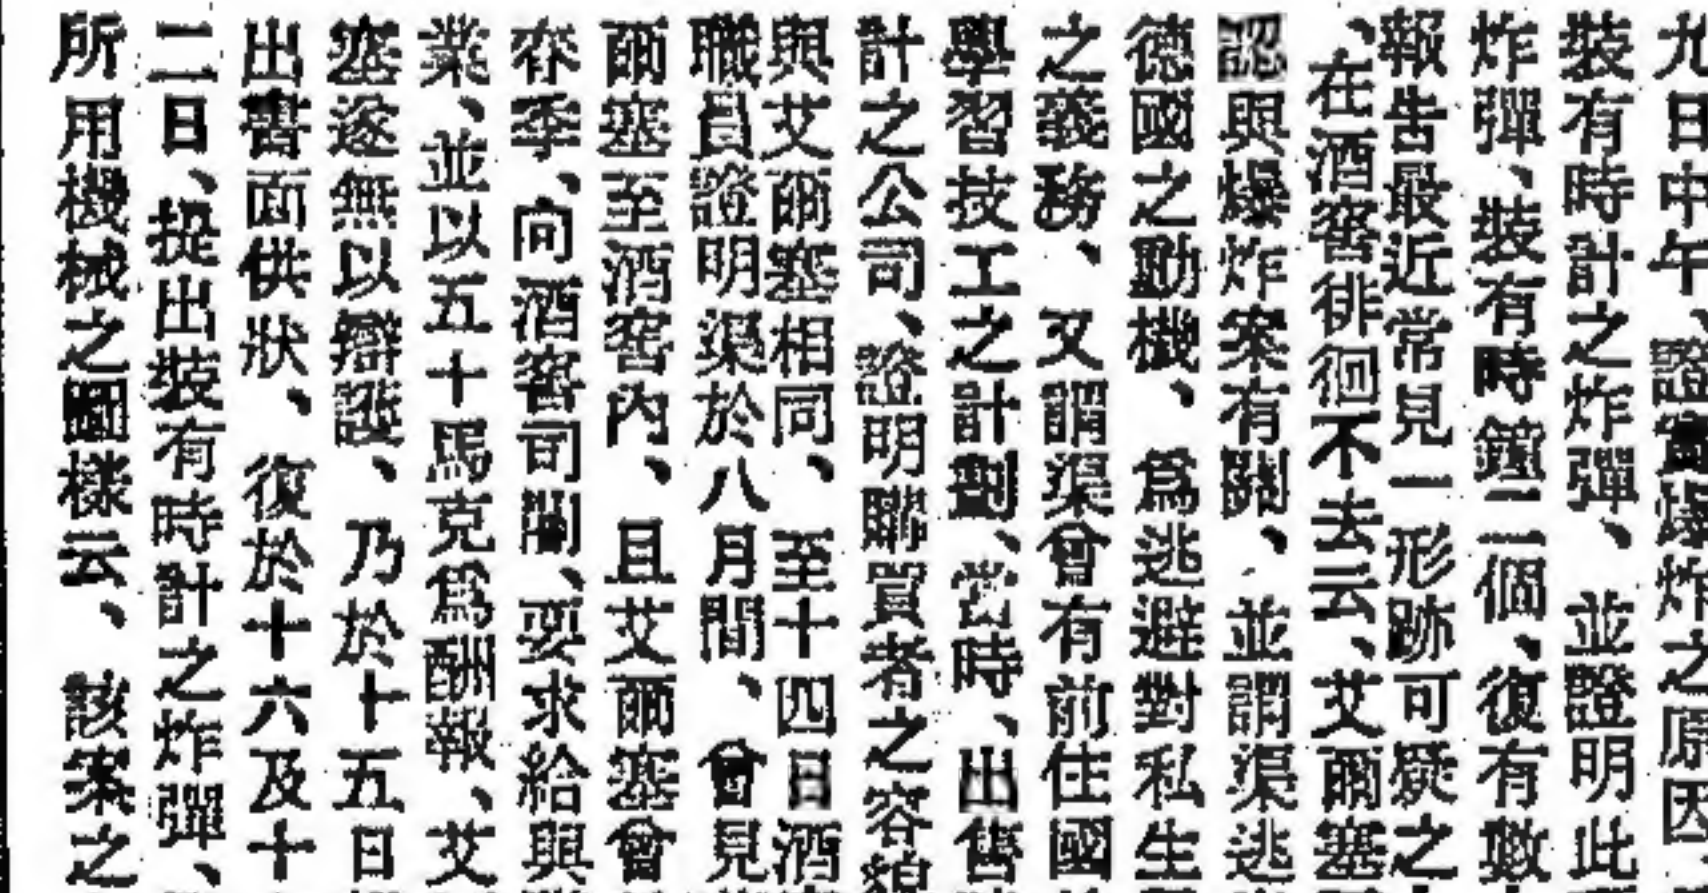 九日中午、證實爆炸之原因、
裝有時計之炸彈、並證明此
炸彈、裝有時鐘二個、復有數
報告最近常見一形跡可疑之
、在酒窖徘徊不去云、艾爾塞
認與爆炸案有關、並謂渠逃
德國之動機、爲逃避對私生
之義務、又謂渠曾有前住國
學習技工之計劃、當時、出售
計之公司、證明購買者之容貌
與艾爾塞相同、至十四日酒
職員證明渠於八月間、曾見
爾塞至酒窖內、且艾爾塞曾
春季、向酒窖司閽、要求給與
業、並以五十馬克爲酬報、艾
塞遂無以辯護、乃於十五日
出書面供狀、復於十六及十
二日、提出裝有時計之炸彈、
所用機械之圖樣云、該案之